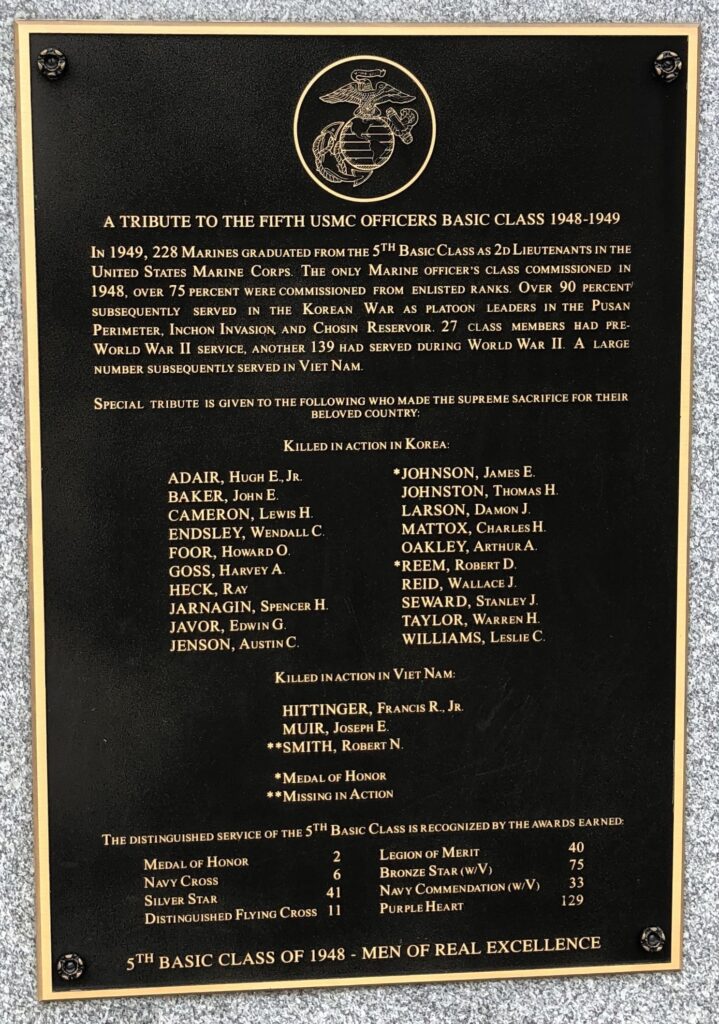 A TRIBUTE TO THE FIFTH USMC OFFICERS BASIC CLASS 1948-1949
IN 1949, 228 MARINES GRADUATED FROM THE 5TH BASIC CLASS AS 2D LIEUTENANTS IN THE
UNITED STATES MARINE CORPS. THE ONLY MARINE OFFICER'S CLASS COMMISSIONED IN
1948, OVER 75 PERCENT WERE COMMISSIONED FROM ENLISTED RANKS. OVER 90 PERCENT
SUBSEQUENTLY SERVED IN THE KOREAN WAR AS PLATOON LEADERS IN THE PUSAN
PERIMETER, INCHON INVASION, AND CHOSIN RESERVOIR. 27 CLASS MEMBERS HAD PRE-
WORLD WAR II SERVICE, ANOTHER 139 HAD SERVED DURING WORLD WAR II. A LARGE
NUMBER SUBSEQUENTLY SERVED IN VIET NAM.
SPECIAL TRIBUTE IS GIVEN TO THE FOLLOWING WHO MADE THE SUPREME SACRIFICE FOR THEIR
BELOVED COUNTRY:
KILLED IN ACTION IN KOREA:
ADAIR, HUGH E., JR.
BAKER, JOHN E.
CAMERON, LEWIS H.
ENDSLEY, WENDALL C.
FOOR, HOWARD O.
GOSS, HARVEY A.
HECK, RAY
JARNAGIN, SPENCER H.
JAVOR, EDWIN G.
JENSON, AUSTIN C.
*JOHNSON, JAMES E.
JOHNSTON, THOMAS H.
LARSON, DAMON J.
MATTOX, CHARLES H.
OAKLEY, ARTHUR A.
*REEM, ROBERT D.
REID, WALLACE J.
SEWARD, STANLEY J.
TAYLOR, WARREN H.
WILLIAMS, LESLIE C.
KILLED IN ACTION IN VIET NAM:
HITTINGER, FRANCIS R., JR.
MUIR, JOSEPH E.
**SMITH, ROBERT N.
*MEDAL OF HONOR
**MISSING IN ACTION
THE DISTINGUISHED SERVICE OF THE 5TH BASIC CLASS IS RECOGNIZED BY THE AWARDS EARNED:
MEDAL OF HONOR 2
NAVY CROSS 6
SILVER STAR 41
DISTINGUISHED FLYING CROSS 11
LEGION OF MERIT 40
BRONZE STAR (W/V) 75
NAVY COMMENDATION (W/V) 33
PURPLE HEART 129
5TH BASIC CLASS OF 1948 - MEN OF REAL EXCELLENCE